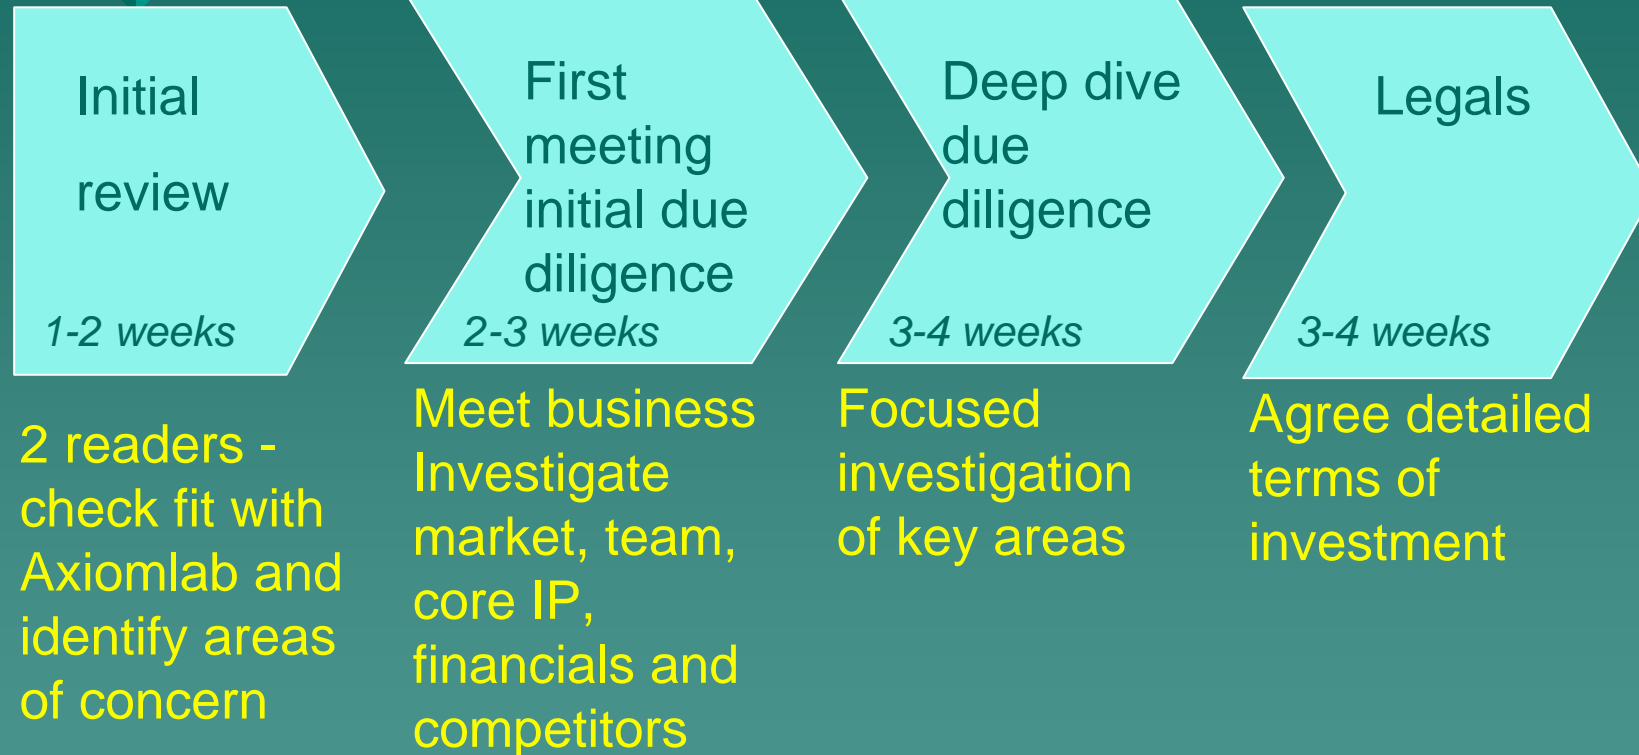 Initial
review
1-2 weeks
2 readers -
check fit with
Axiomlab and
identify areas
of concern
First
meeting
initial due
diligence
2-3 weeks
Meet business
Investigate
market, team,
core IP,
financials and
competitors
Deep dive
due
diligence
3-4 weeks
Focused
investigation
of key areas
Legals
3-4 weeks
Agree detailed
terms of
investment